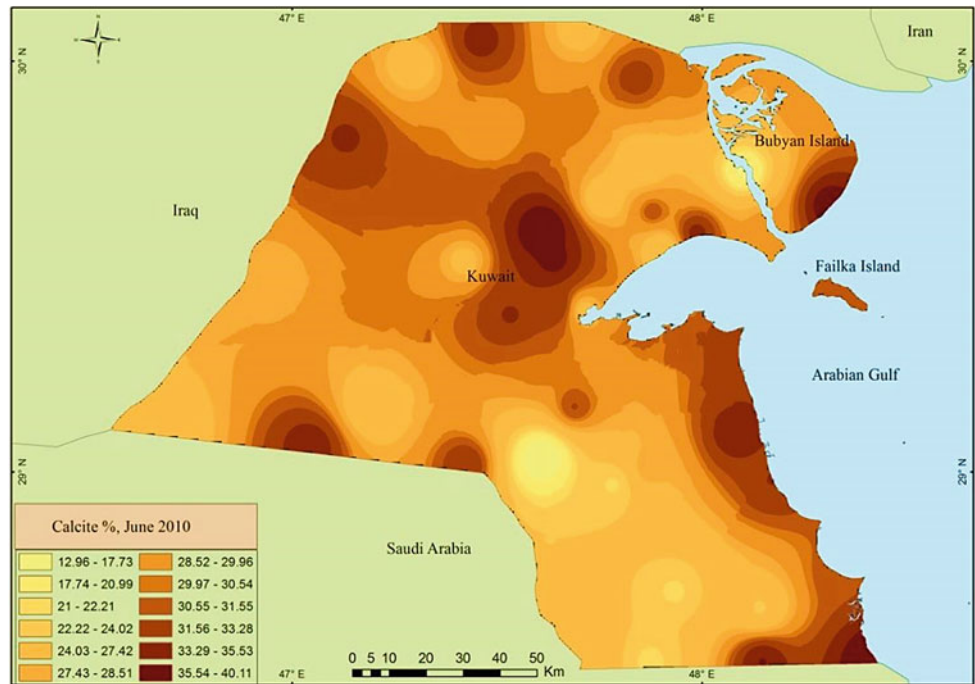 47° E
48° E
Iran
30° N
30° N
Bubyan Island
Iraq
Failka Island
Kuwait
Arabian Gulf
29° N
29° N
Calcite %, June 2010
Saudi Arabia
12.96 - 17.73
28.52 - 29.96
17.74 - 20.99
29.97 - 30.54
21 - 22.21
30.55 - 31.55
22.22 - 24.02
31.56 - 33.28
24.03 - 27.42
33.29 - 35.53
27.43 - 28.51
35.54 - 40.11
0 5 10 20 30 40 50
Km
47° E
48° E